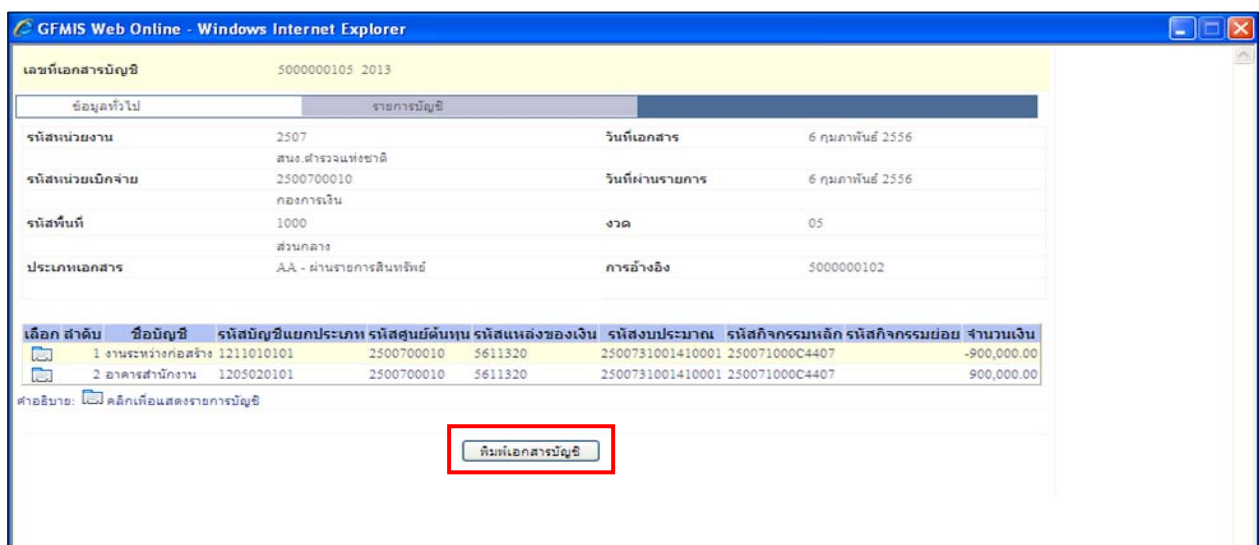 GFMIS Web Online - Windows Internet Explorer
เลขที่เอกสารบัญชี 5000000105 2013
ข้อมูลทั่วไป รายการบัญชี
รหัสหน่วยงาน 2507 วันที่เอกสาร 6 กุมภาพันธ์ 2556
สนง.ตำรวจแห่งชาติ
รหัสหน่วยเบิกจ่าย 2500700010 วันที่ผ่านรายการ 6 กุมภาพันธ์ 2556
กองการเงิน
รหัสพื้นที่ 1000 งวด 05
ส่วนกลาง
ประเภทเอกสาร AA - ผ่านรายการสินทรัพย์ การอ้างอิง 5000000102
เลือก ลำดับ ชื่อบัญชี รหัสบัญชีแยกประเภท รหัสศูนย์ต้นทุน รหัสแหล่งของเงิน รหัสงบประมาณ รหัสกิจกรรมหลัก รหัสกิจกรรมย่อย จำนวนเงิน
1 งานระหว่างก่อสร้าง 1211010101 2500700010 5611320 2500731001410001 250071000C4407 -900,000.00
2 อาคารสำนักงาน 1205020101 2500700010 5611320 2500731001410001 250071000C4407 900,000.00
คำอธิบาย: คลิกเพื่อแสดงรายการบัญชี
พิมพ์เอกสารบัญชี